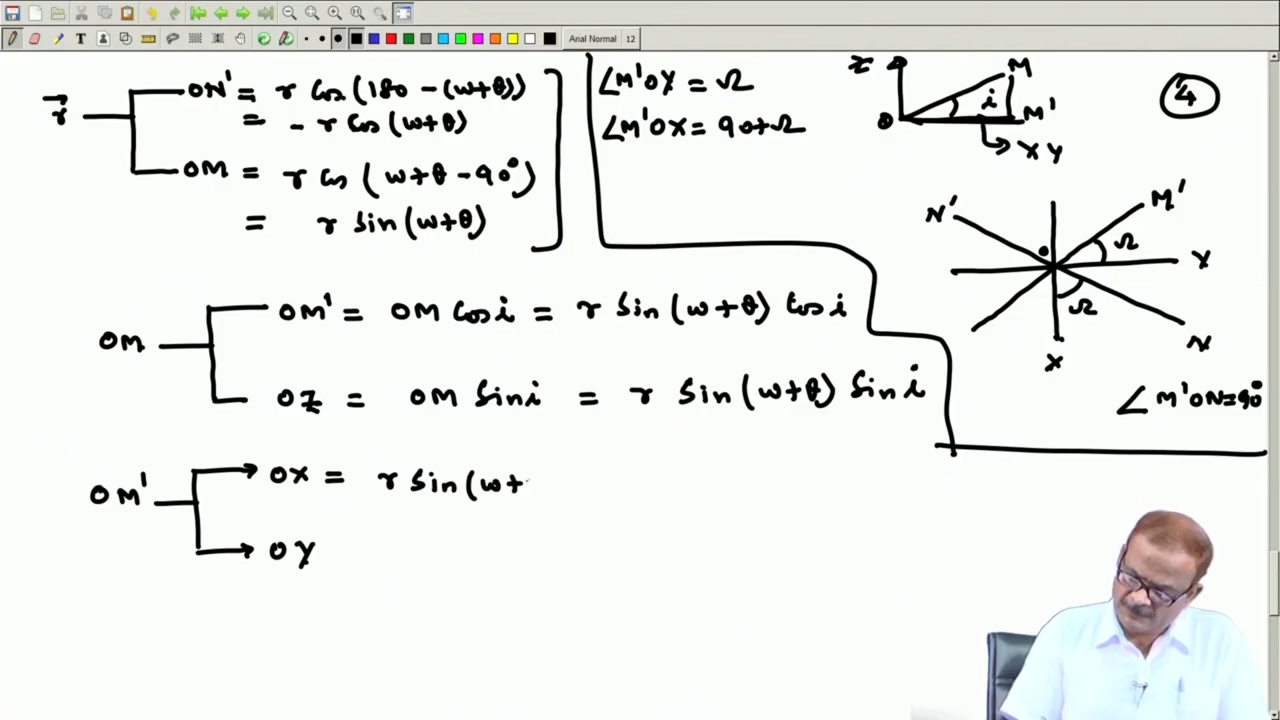 Arial Normal 12
r⃗
ON' = r Cos(180 - (ω+θ))
= - r Cos(ω+θ)
OM = r Cos(ω+θ-90°)
= r Sin(ω+θ)
∠M'OY = Ω
∠M'OX = 90+Ω
Z
M
i
O
M'
XY
4
N'
M'
O
Ω
Y
Ω
X
N
∠M'ON=90°
OM
OM' = OM Cos i = r Sin(ω+θ) Cos i
OZ = OM Sin i = r Sin(ω+θ) Sin i
OM'
OX = r Sin(ω+
OY